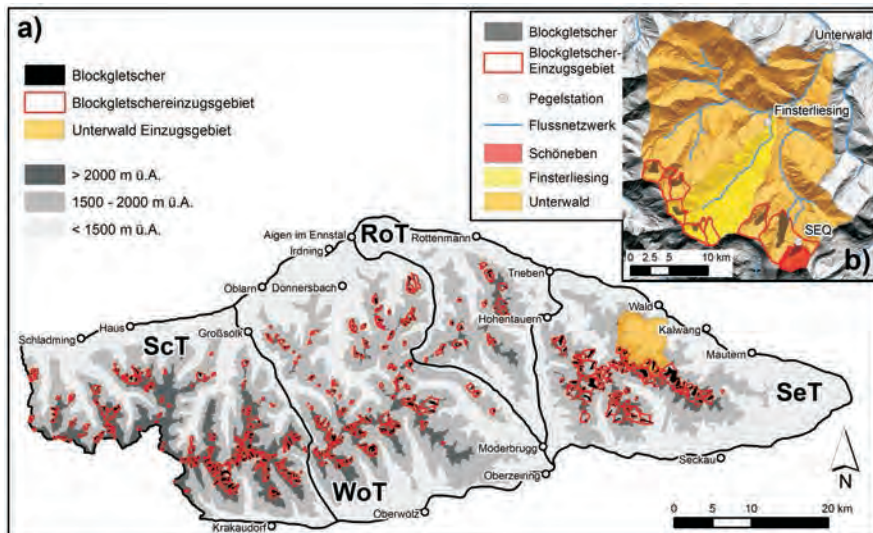 a)
Blockgletscher
Blockgletschereinzugsgebiet
Unterwald Einzugsgebiet
> 2000 m ü.A.
1500 - 2000 m ü.A.
< 1500 m ü.A.
Blockgletscher
Blockgletscher-
Einzugsgebiet
Pegelstation
Flussnetzwerk
Schöneben
Finsterliesing
Unterwald
Unterwald
Finsterliesing
SEQ
0 2.5 5 10 km
b)
Aigen im Ennstal
Irdning
RoT
Rottenmann
Öblarn
Donnersbach
Trieben
Wald
Haus
Schladming
Großsölk
Hohentauern
Kalwang
Mautern
ScT
SeT
Möderbrugg
Seckau
Oberzeiring
WoT
Oberwölz
Krakaudorf
N
0 5 10 20 km